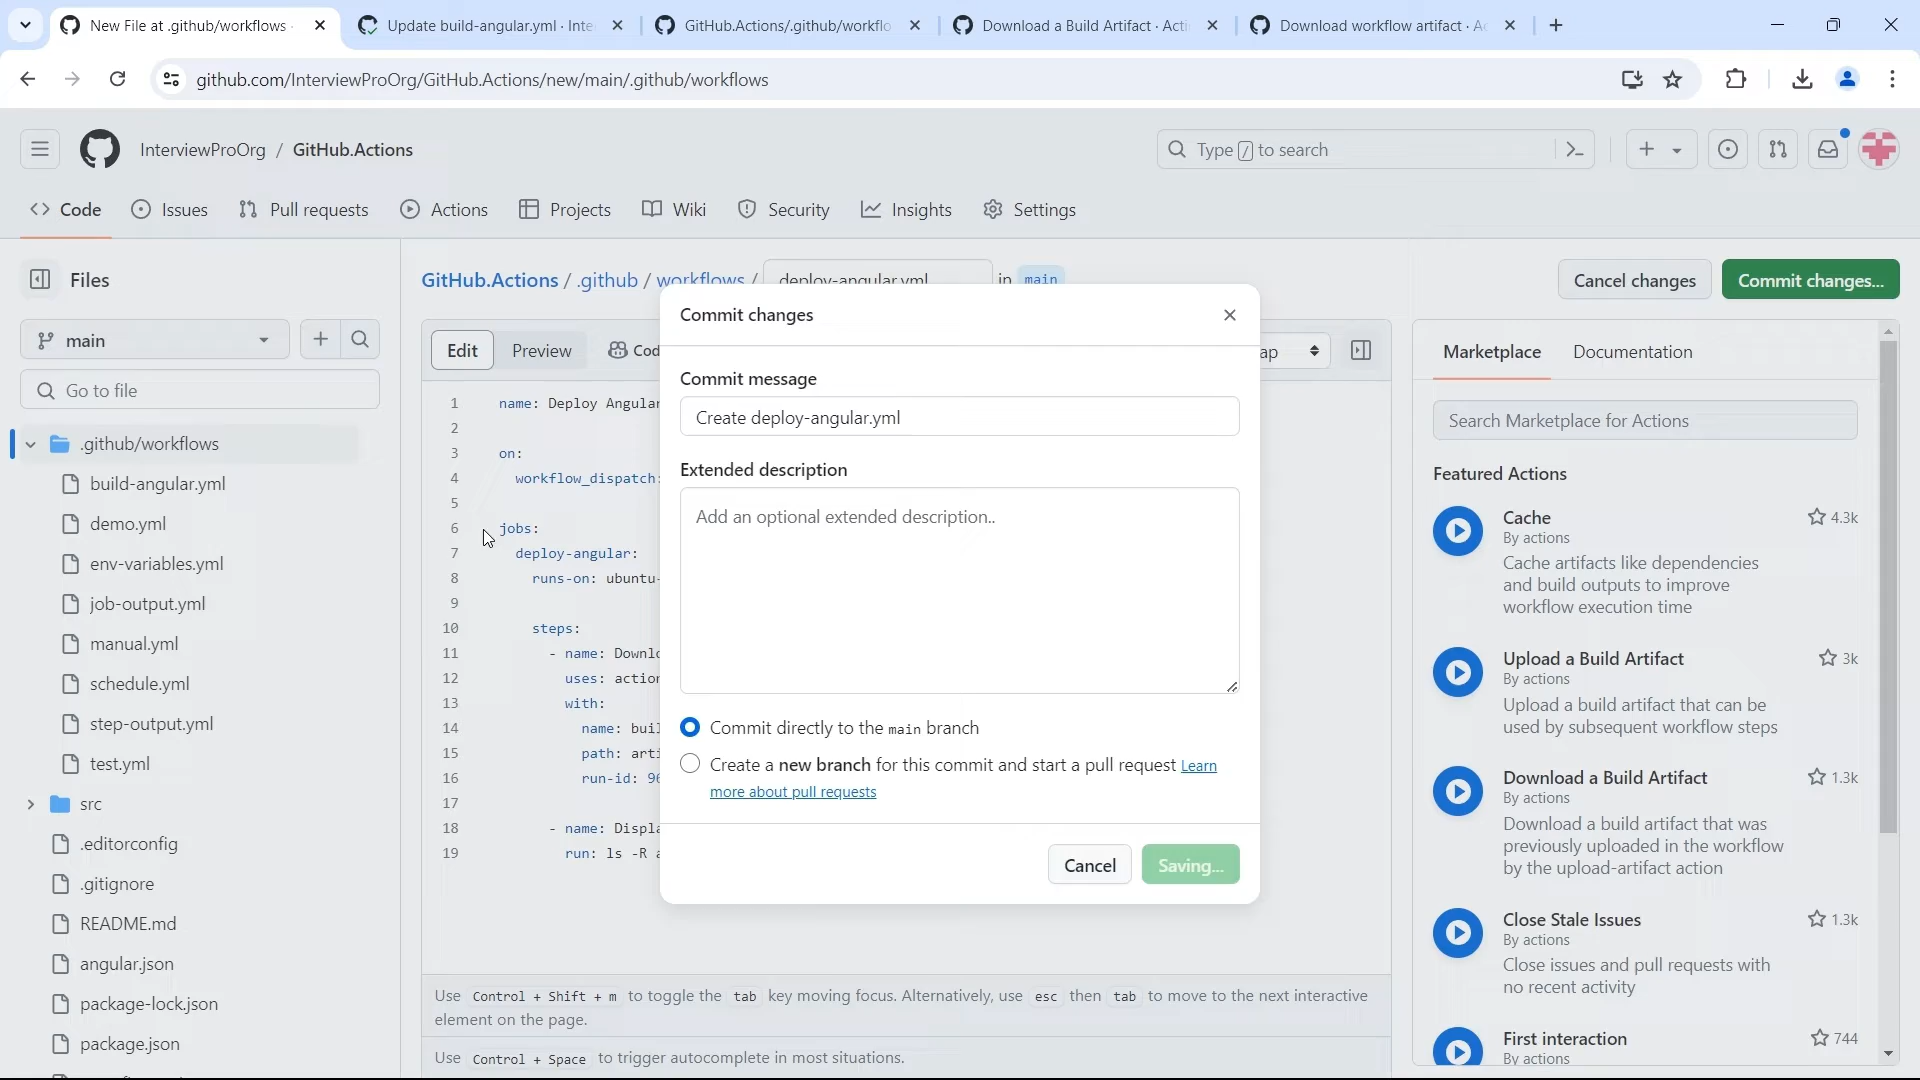 New File at .github/workflows
Update build-angular.yml · Inte
GitHub.Actions/.github/workflo
Download a Build Artifact · Acti
Download workflow artifact · Ac
github.com/InterviewProOrg/GitHub.Actions/new/main/.github/workflows
InterviewProOrg / GitHub.Actions
Type / to search
Code
Issues
Pull requests
Actions
Projects
Wiki
Security
Insights
Settings
Files
main
Go to file
.github/workflows
build-angular.yml
demo.yml
env-variables.yml
job-output.yml
manual.yml
schedule.yml
step-output.yml
test.yml
src
.editorconfig
.gitignore
README.md
angular.json
package-lock.json
package.json
GitHub.Actions / .github / workflows / deploy-angular.yml in main
Cancel changes
Commit changes...
Edit
Preview
Cod
ap
1 name: Deploy Angular
2
3 on:
4 workflow_dispatch:
5
6 jobs:
7 deploy-angular:
8 runs-on: ubuntu-
9
10 steps:
11 - name: Downlo
12 uses: action
13 with:
14 name: buil
15 path: arti
16 run-id: 96
17
18 - name: Displa
19 run: ls -R a
Use Control + Shift + m to toggle the tab key moving focus. Alternatively, use esc then tab to move to the next interactive
element on the page.
Use Control + Space to trigger autocomplete in most situations.
Commit changes
Commit message
Create deploy-angular.yml
Extended description
Add an optional extended description..
Commit directly to the main branch
Create a new branch for this commit and start a pull request Learn
more about pull requests
Cancel
Saving...
Marketplace
Documentation
Search Marketplace for Actions
Featured Actions
Cache
4.3k
By actions
Cache artifacts like dependencies
and build outputs to improve
workflow execution time
Upload a Build Artifact
3k
By actions
Upload a build artifact that can be
used by subsequent workflow steps
Download a Build Artifact
1.3k
By actions
Download a build artifact that was
previously uploaded in the workflow
by the upload-artifact action
Close Stale Issues
1.3k
By actions
Close issues and pull requests with
no recent activity
First interaction
744
By actions